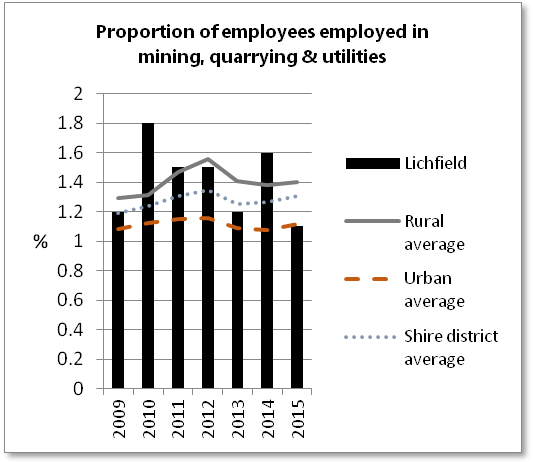 Proportion of employees employed in
mining, quarrying & utilities
2
1.8
1.6
1.4
1.2
1
0.8
0.6
0.4
0.2
0
%
2009
2010
2011
2012
2013
2014
2015
Lichfield
Rural
average
Urban
average
Shire district
average